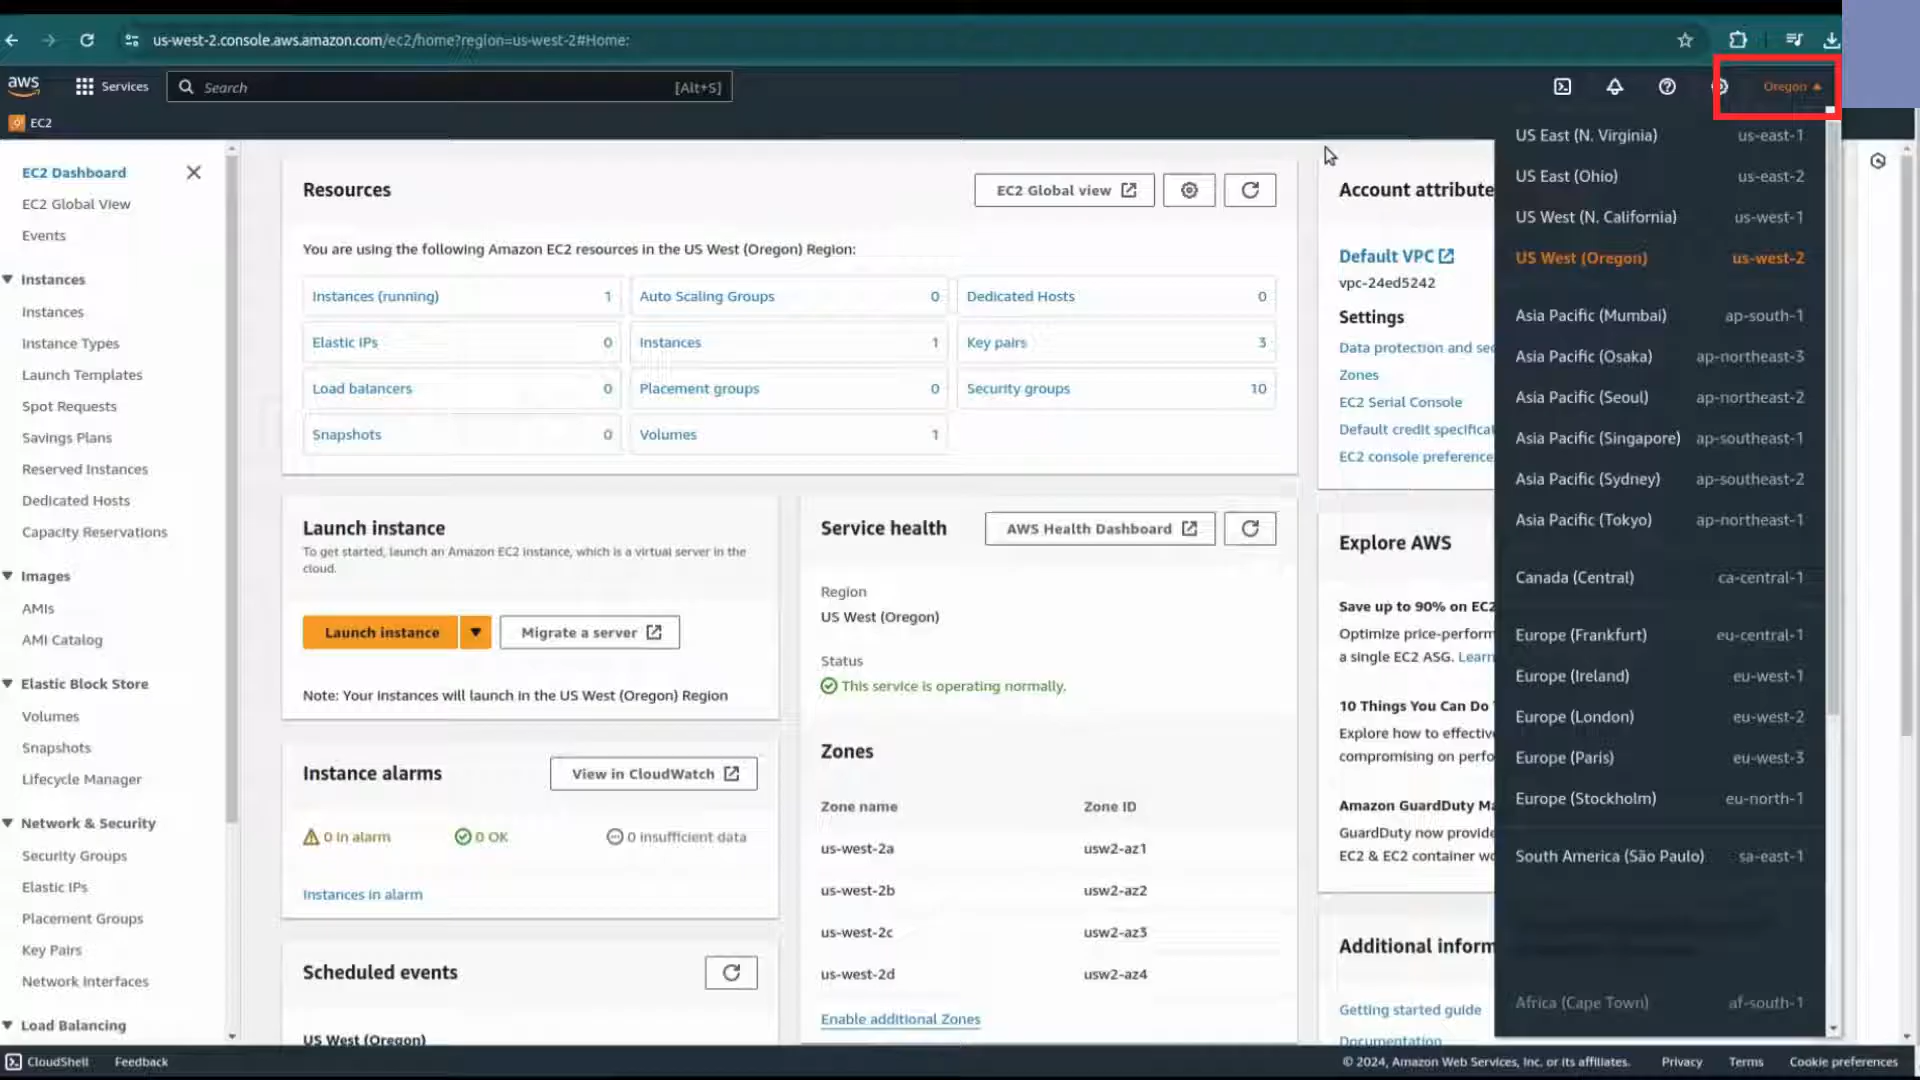 us-west-2.console.aws.amazon.com/ec2/home?region=us-west-2#Home:
aws
Services
Search
[Alt+S]
Oregon
EC2
EC2 Dashboard
EC2 Global View
Events
Instances
Instances
Instance Types
Launch Templates
Spot Requests
Savings Plans
Reserved Instances
Dedicated Hosts
Capacity Reservations
Images
AMIs
AMI Catalog
Elastic Block Store
Volumes
Snapshots
Lifecycle Manager
Network & Security
Security Groups
Elastic IPs
Placement Groups
Key Pairs
Network Interfaces
Load Balancing
Resources
EC2 Global view
You are using the following Amazon EC2 resources in the US West (Oregon) Region:
Instances (running) 1
Auto Scaling Groups 0
Dedicated Hosts 0
Elastic IPs 0
Instances 1
Key pairs 3
Load balancers 0
Placement groups 0
Security groups 10
Snapshots 0
Volumes 1
Launch instance
To get started, launch an Amazon EC2 instance, which is a virtual server in the
cloud.
Launch instance
Migrate a server
Note: Your instances will launch in the US West (Oregon) Region
Instance alarms
View in CloudWatch
0 in alarm
0 OK
0 insufficient data
Instances in alarm
Scheduled events
US West (Oregon)
Service health
AWS Health Dashboard
Region
US West (Oregon)
Status
This service is operating normally.
Zones
Zone name Zone ID
us-west-2a usw2-az1
us-west-2b usw2-az2
us-west-2c usw2-az3
us-west-2d usw2-az4
Enable additional Zones
Account attribute
Default VPC
vpc-24ed5242
Settings
Data protection and sec
Zones
EC2 Serial Console
Default credit specificat
EC2 console preference
Explore AWS
Save up to 90% on EC2
Optimize price-perform
a single EC2 ASG. Learn
10 Things You Can Do
Explore how to effective
compromising on perfo
Amazon GuardDuty Ma
GuardDuty now provide
EC2 & EC2 container wo
Additional inform
Getting started guide
Documentation
US East (N. Virginia) us-east-1
US East (Ohio) us-east-2
US West (N. California) us-west-1
US West (Oregon) us-west-2
Asia Pacific (Mumbai) ap-south-1
Asia Pacific (Osaka) ap-northeast-3
Asia Pacific (Seoul) ap-northeast-2
Asia Pacific (Singapore) ap-southeast-1
Asia Pacific (Sydney) ap-southeast-2
Asia Pacific (Tokyo) ap-northeast-1
Canada (Central) ca-central-1
Europe (Frankfurt) eu-central-1
Europe (Ireland) eu-west-1
Europe (London) eu-west-2
Europe (Paris) eu-west-3
Europe (Stockholm) eu-north-1
South America (São Paulo) sa-east-1
Africa (Cape Town) af-south-1
CloudShell
Feedback
© 2024, Amazon Web Services, Inc. or its affiliates.
Privacy
Terms
Cookie preferences